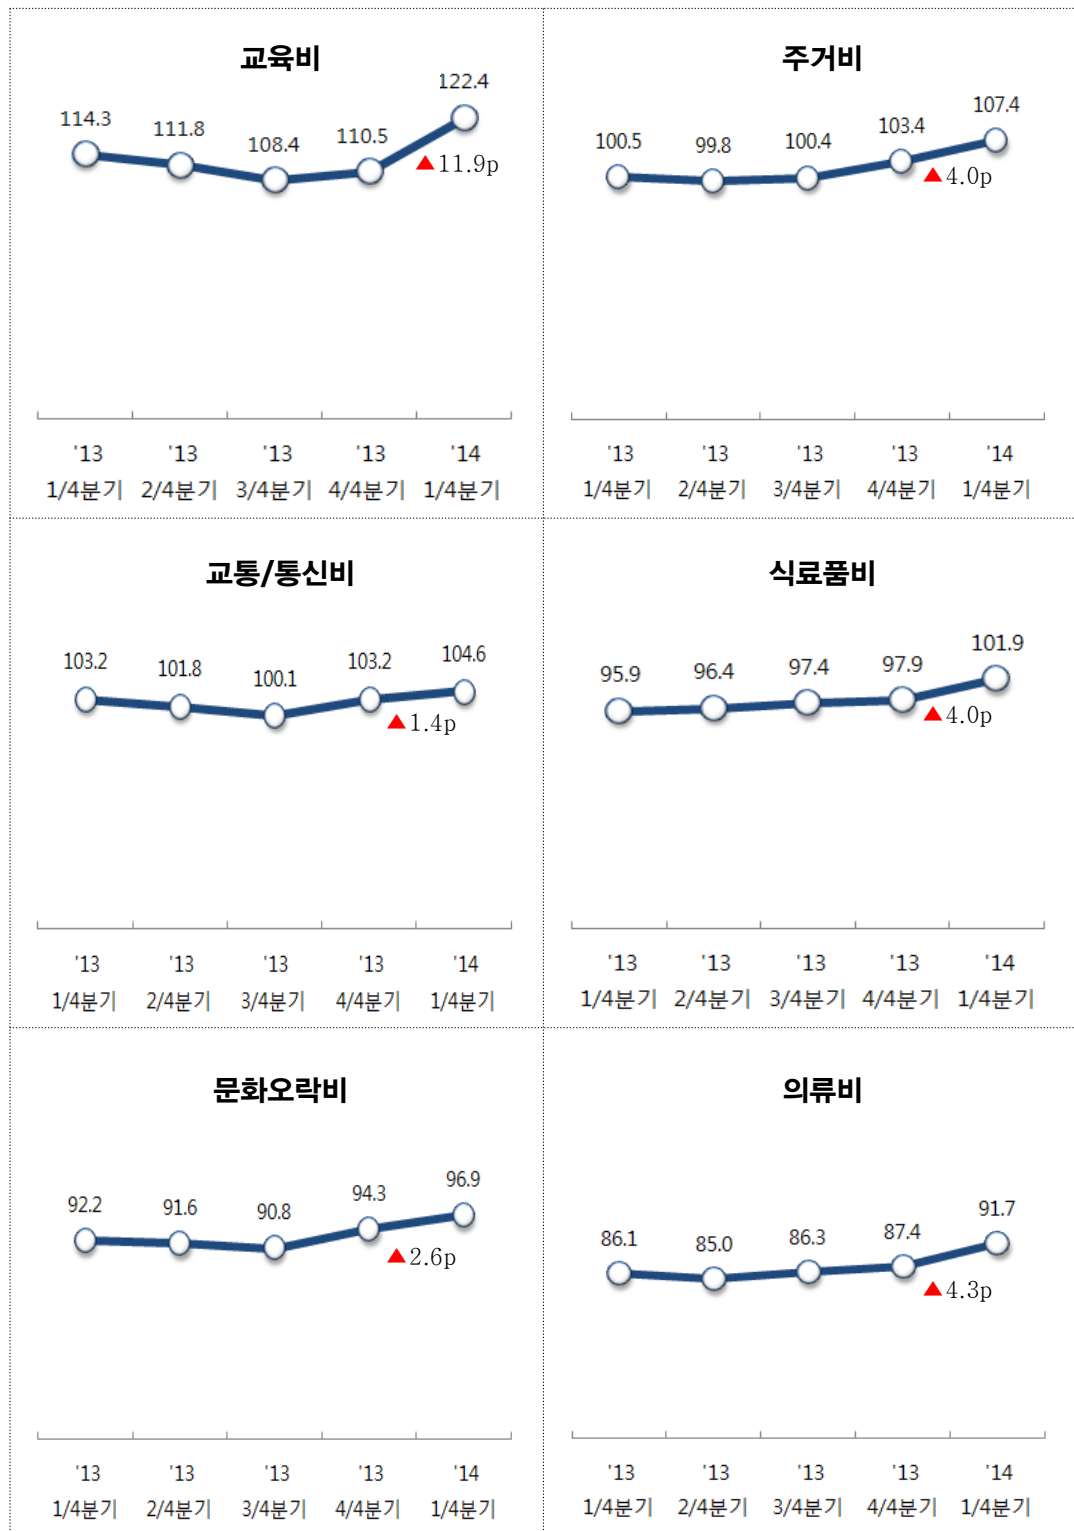 교육비
122.4
114.3
111.8
108.4
110.5
▲11.9p
'13 '13 '13 '13 '14
1/4분기 2/4분기 3/4분기 4/4분기 1/4분기
주거비
107.4
100.5
99.8
100.4
103.4
▲4.0p
'13 '13 '13 '13 '14
1/4분기 2/4분기 3/4분기 4/4분기 1/4분기
교통/통신비
103.2
101.8
100.1
103.2
104.6
▲1.4p
'13 '13 '13 '13 '14
1/4분기 2/4분기 3/4분기 4/4분기 1/4분기
식료품비
95.9
96.4
97.4
97.9
101.9
▲4.0p
'13 '13 '13 '13 '14
1/4분기 2/4분기 3/4분기 4/4분기 1/4분기
문화오락비
92.2
91.6
90.8
94.3
96.9
▲2.6p
'13 '13 '13 '13 '14
1/4분기 2/4분기 3/4분기 4/4분기 1/4분기
의류비
86.1
85.0
86.3
87.4
91.7
▲4.3p
'13 '13 '13 '13 '14
1/4분기 2/4분기 3/4분기 4/4분기 1/4분기